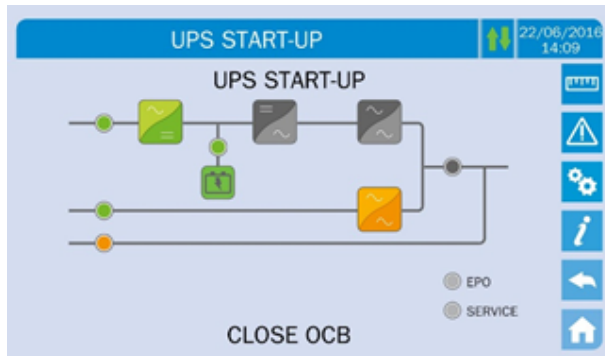 UPS START-UP
22/06/2016
14:09
UPS START-UP
EPO
SERVICE
CLOSE OCB